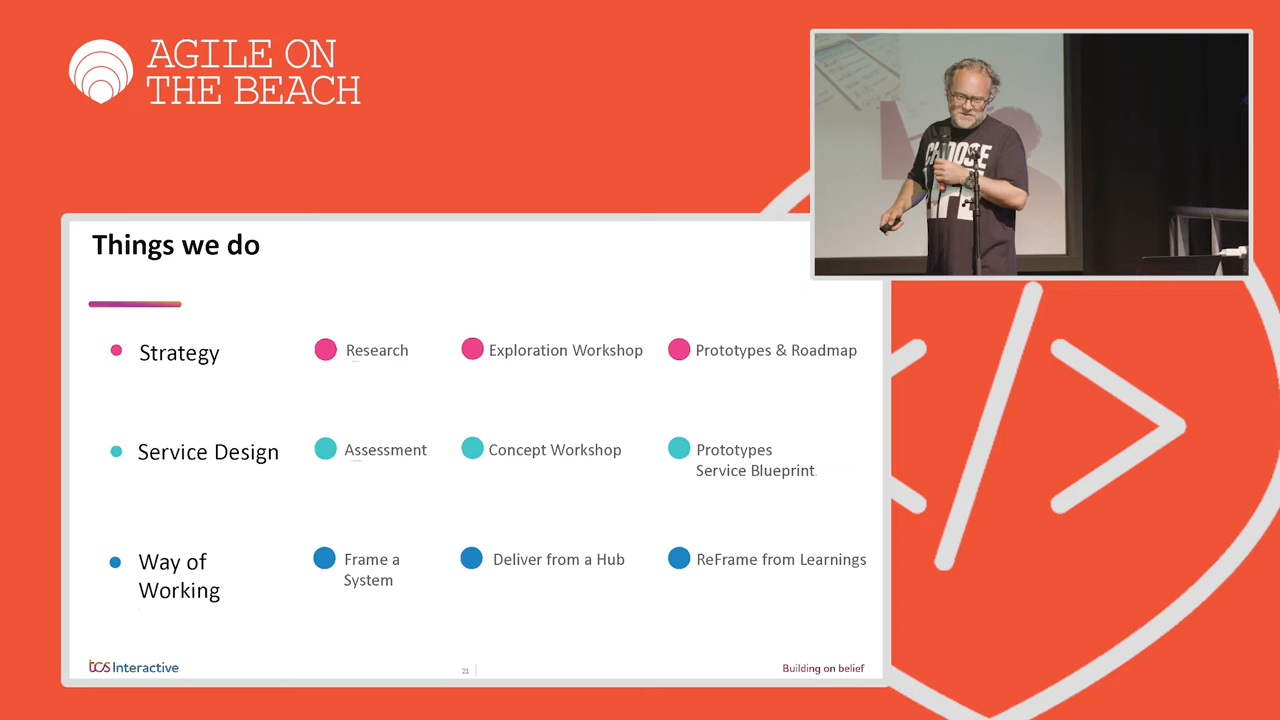 AGILE ON
THE BEACH
CHOOSE
Things we do
Strategy
Research
Exploration Workshop
Prototypes & Roadmap
Service Design
Assessment
Concept Workshop
Prototypes
Service Blueprint
Way of
Working
Frame a
System
Deliver from a Hub
ReFrame from Learnings
tcs Interactive
21
Building on belief